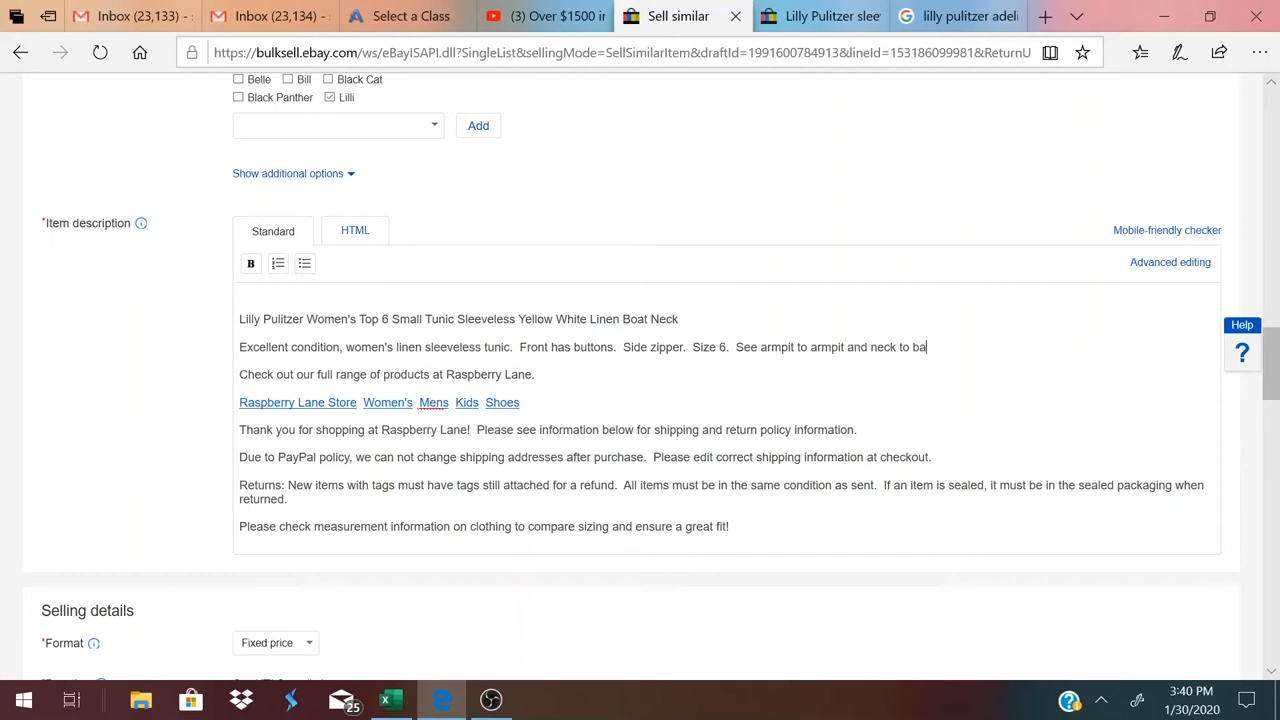 Inbox (23,133) - s
Inbox (23,134) - s
Select a Class
(3) Over $1500 in
Sell similar
Lilly Pulitzer slee
lilly pulitzer adeli
https://bulksell.ebay.com/ws/eBayISAPI.dll?SingleList&sellingMode=SellSimilarItem&draftId=1991600784913&lineId=153186099981&ReturnU
Belle Bill Black Cat
Black Panther Lilli
Add
Show additional options
*Item description
Standard HTML
Mobile-friendly checker
B
Advanced editing
Lilly Pulitzer Women's Top 6 Small Tunic Sleeveless Yellow White Linen Boat Neck
Help
?
Excellent condition, women's linen sleeveless tunic.  Front has buttons.  Side zipper.  Size 6.  See armpit to armpit and neck to ba
Check out our full range of products at Raspberry Lane.
Raspberry Lane Store  Women's  Mens  Kids  Shoes
Thank you for shopping at Raspberry Lane!  Please see information below for shipping and return policy information.
Due to PayPal policy, we can not change shipping addresses after purchase.  Please edit correct shipping information at checkout.
Returns: New items with tags must have tags still attached for a refund.  All items must be in the same condition as sent.  If an item is sealed, it must be in the sealed packaging when
returned.
Please check measurement information on clothing to compare sizing and ensure a great fit!
Selling details
*Format
Fixed price
25
3:40 PM
1/30/2020